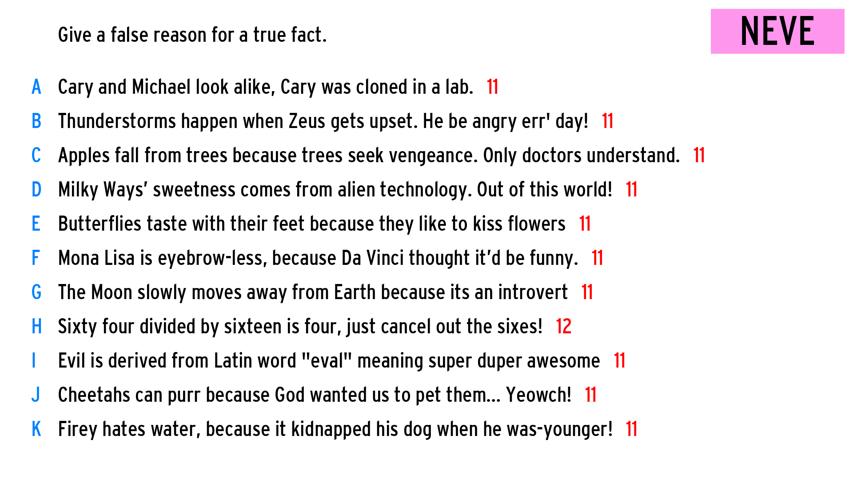 Give a false reason for a true fact.
NEVE
A Cary and Michael look alike, Cary was cloned in a lab. 11
B Thunderstorms happen when Zeus gets upset. He be angry err' day! 11
C Apples fall from trees because trees seek vengeance. Only doctors understand. 11
D Milky Ways’ sweetness comes from alien technology. Out of this world! 11
E Butterflies taste with their feet because they like to kiss flowers 11
F Mona Lisa is eyebrow-less, because Da Vinci thought it’d be funny. 11
G The Moon slowly moves away from Earth because its an introvert 11
H Sixty four divided by sixteen is four, just cancel out the sixes! 12
I Evil is derived from Latin word "eval" meaning super duper awesome 11
J Cheetahs can purr because God wanted us to pet them... Yeowch! 11
K Firey hates water, because it kidnapped his dog when he was-younger! 11